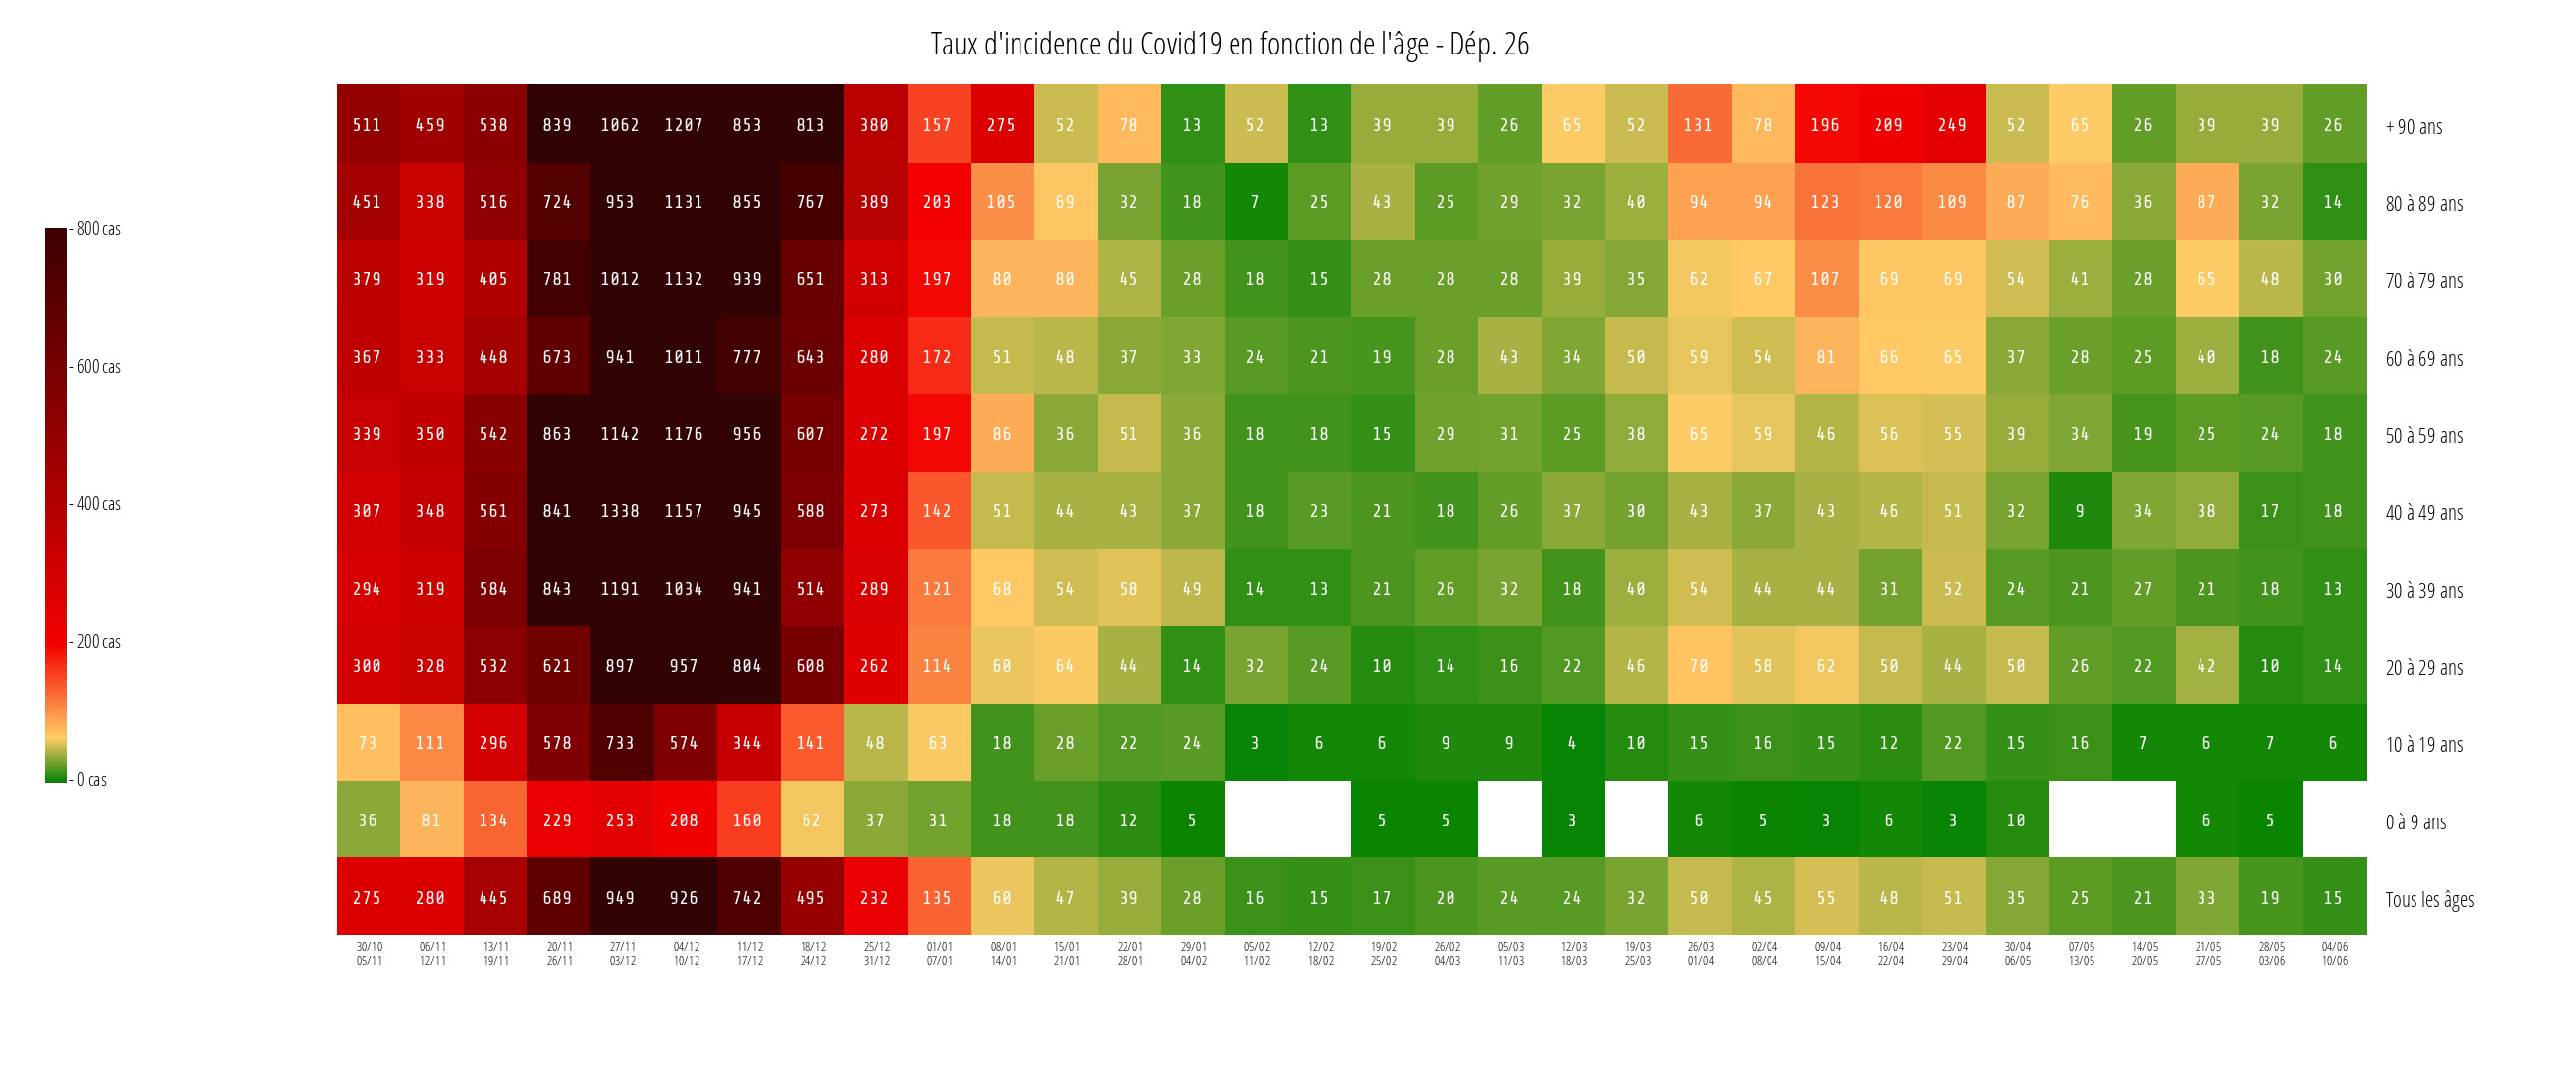 Taux d'incidence du Covid19 en fonction de l'âge - Dép. 26
- 800 cas
- 600 cas
- 400 cas
- 200 cas
- 0 cas
511 459 538 839 1062 1207 853 813 380 157 275 52 78 13 52 13 39 39 26 65 52 131 78 196 209 249 52 65 26 39 39 26 + 90 ans
451 338 516 724 953 1131 855 767 389 203 105 69 32 18 7 25 43 25 29 32 40 94 94 123 120 109 87 76 36 87 32 14 80 à 89 ans
379 319 405 781 1012 1132 939 651 313 197 80 80 45 28 18 15 28 28 28 39 35 62 67 107 69 69 54 41 28 65 48 30 70 à 79 ans
367 333 448 673 941 1011 777 643 280 172 51 48 37 33 24 21 19 28 43 34 50 59 54 81 66 65 37 28 25 40 18 24 60 à 69 ans
339 350 542 863 1142 1176 956 607 272 197 86 36 51 36 18 18 15 29 31 25 38 65 59 46 56 55 39 34 19 25 24 18 50 à 59 ans
307 348 561 841 1338 1157 945 588 273 142 51 44 43 37 18 23 21 18 26 37 30 43 37 43 46 51 32 9 34 38 17 18 40 à 49 ans
294 319 584 843 1191 1034 941 514 289 121 68 54 58 49 14 13 21 26 32 18 40 54 44 44 31 52 24 21 27 21 18 13 30 à 39 ans
300 328 532 621 897 957 804 608 262 114 60 64 44 14 32 24 10 14 16 22 46 70 58 62 50 44 50 26 22 42 10 14 20 à 29 ans
73 111 296 578 733 574 344 141 48 63 18 28 22 24 3 6 6 9 9 4 10 15 16 15 12 22 15 16 7 6 7 6 10 à 19 ans
36 81 134 229 253 208 160 62 37 31 18 18 12 5 5 5 3 6 5 3 6 3 10 6 5 0 à 9 ans
275 280 445 689 949 926 742 495 232 135 60 47 39 28 16 15 17 20 24 24 32 50 45 55 48 51 35 25 21 33 19 15 Tous les âges
30/10 06/11 13/11 20/11 27/11 04/12 11/12 18/12 25/12 01/01 08/01 15/01 22/01 29/01 05/02 12/02 19/02 26/02 05/03 12/03 19/03 26/03 02/04 09/04 16/04 23/04 30/04 07/05 14/05 21/05 28/05 04/06
05/11 12/11 19/11 26/11 03/12 10/12 17/12 24/12 31/12 07/01 14/01 21/01 28/01 04/02 11/02 18/02 25/02 04/03 11/03 18/03 25/03 01/04 08/04 15/04 22/04 29/04 06/05 13/05 20/05 27/05 03/06 10/06